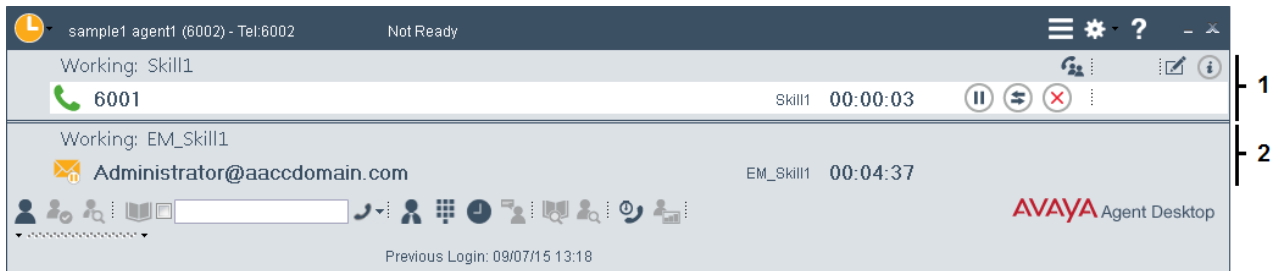 sample1 agent1 (6002) - Tel:6002 Not Ready ?
Working: Skill1
6001 Skill1 00:00:03
1
Working: EM_Skill1
2
Administrator@aaccdomain.com EM_Skill1 00:04:37
AVAYA Agent Desktop
Previous Login: 09/07/15 13:18